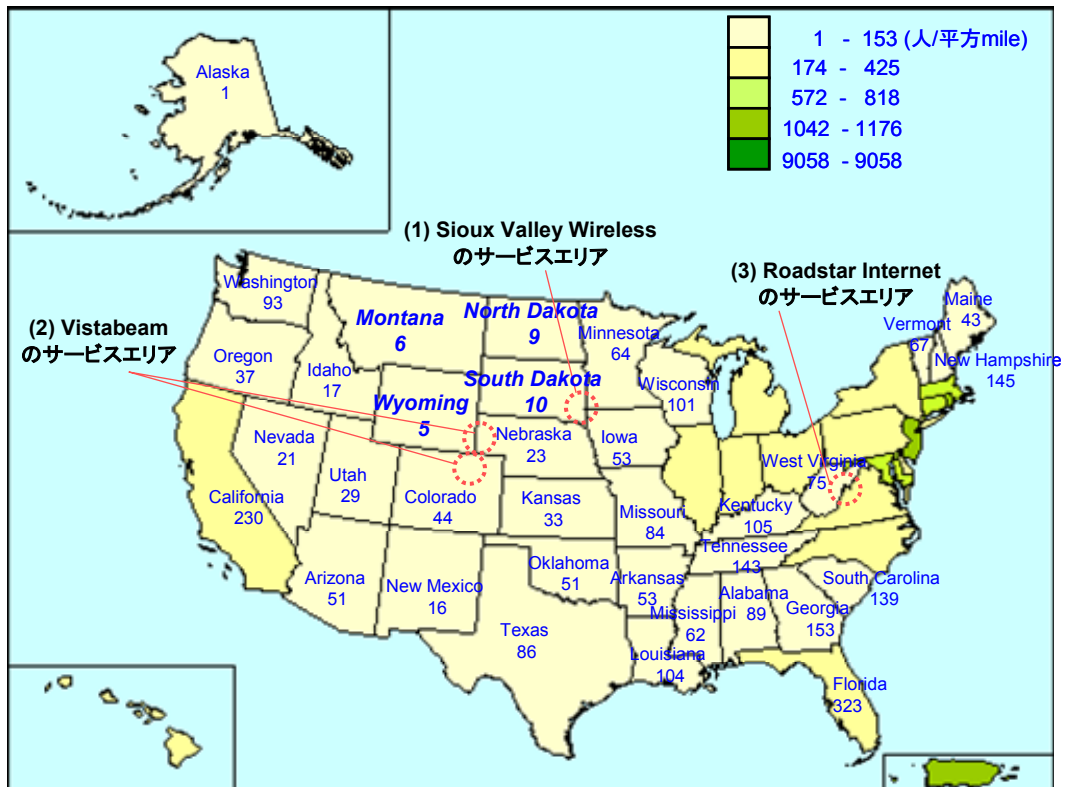 1 - 153 (人/平方mile)
174 - 425
572 - 818
1042 - 1176
9058 - 9058
Alaska
1
(1) Sioux Valley Wireless
のサービスエリア
(3) Roadstar Internet
のサービスエリア
(2) Vistabeam
のサービスエリア
Washington
93
Montana
6
North Dakota
9
Minnesota
64
Maine
43
Vermont
67
New Hampshire
145
Oregon
37
Idaho
17
South Dakota
10
Wisconsin
101
Wyoming
5
Nebraska
23
Iowa
53
Nevada
21
Utah
29
Colorado
44
Kansas
33
Missouri
84
West Virginia
75
Kentucky
105
California
230
Tennessee
143
Arizona
51
New Mexico
16
Oklahoma
51
Arkansas
53
South Carolina
139
Mississippi
62
Alabama
89
Georgia
153
Texas
86
Louisiana
104
Florida
323